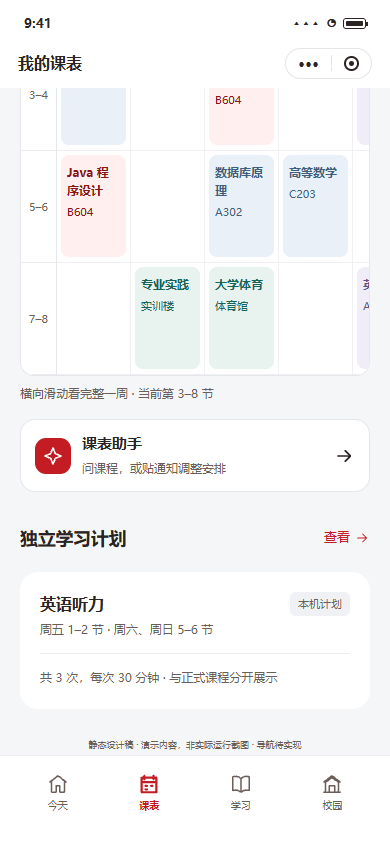 9:41
我的课表
3–4
B604
5–6
Java 程
序设计
B604
数据库原
理
A302
高等数学
C203
7–8
专业实践
实训楼
大学体育
体育馆
横向滑动看完整一周 · 当前第 3–8 节
课表助手
问课程，或贴通知调整安排
独立学习计划
查看
英语听力
本机计划
周五 1–2 节 · 周六、周日 5–6 节
共 3 次，每次 30 分钟 · 与正式课程分开展示
静态设计稿 · 演示内容，非实际运行截图 · 导航待实现
今天
课表
学习
校园